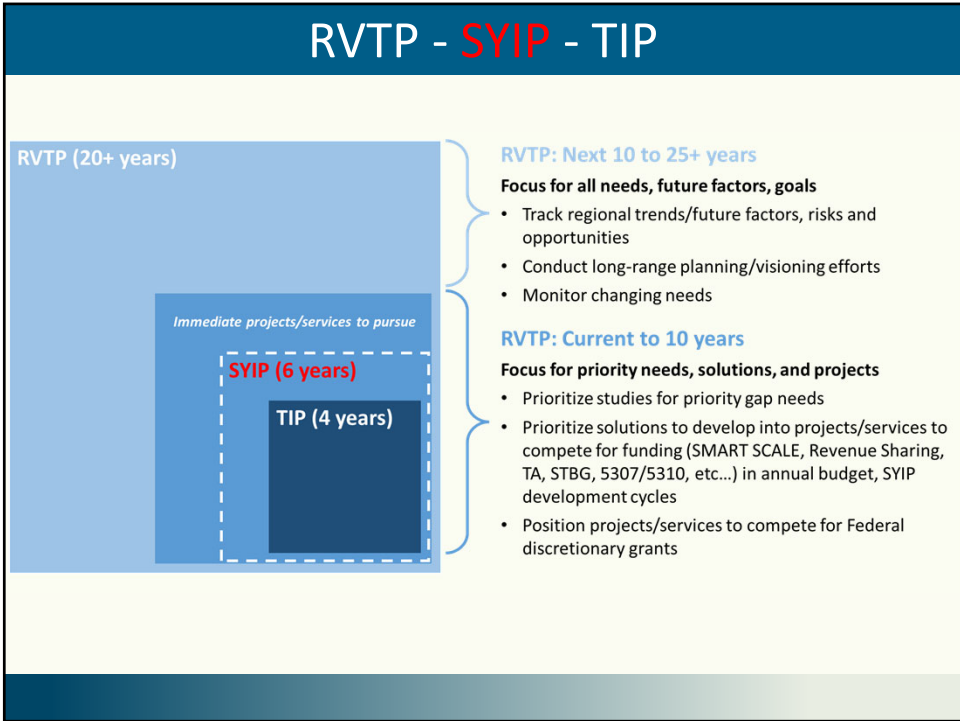 RVTP - SYIP - TIP
RVTP (20+ years)
Immediate projects/services to pursue
SYIP (6 years)
TIP (4 years)
RVTP: Next 10 to 25+ years
Focus for all needs, future factors, goals
• Track regional trends/future factors, risks and
opportunities
• Conduct long-range planning/visioning efforts
• Monitor changing needs
RVTP: Current to 10 years
Focus for priority needs, solutions, and projects
• Prioritize studies for priority gap needs
• Prioritize solutions to develop into projects/services to
compete for funding (SMART SCALE, Revenue Sharing,
TA, STBG, 5307/5310, etc…) in annual budget, SYIP
development cycles
• Position projects/services to compete for Federal
discretionary grants